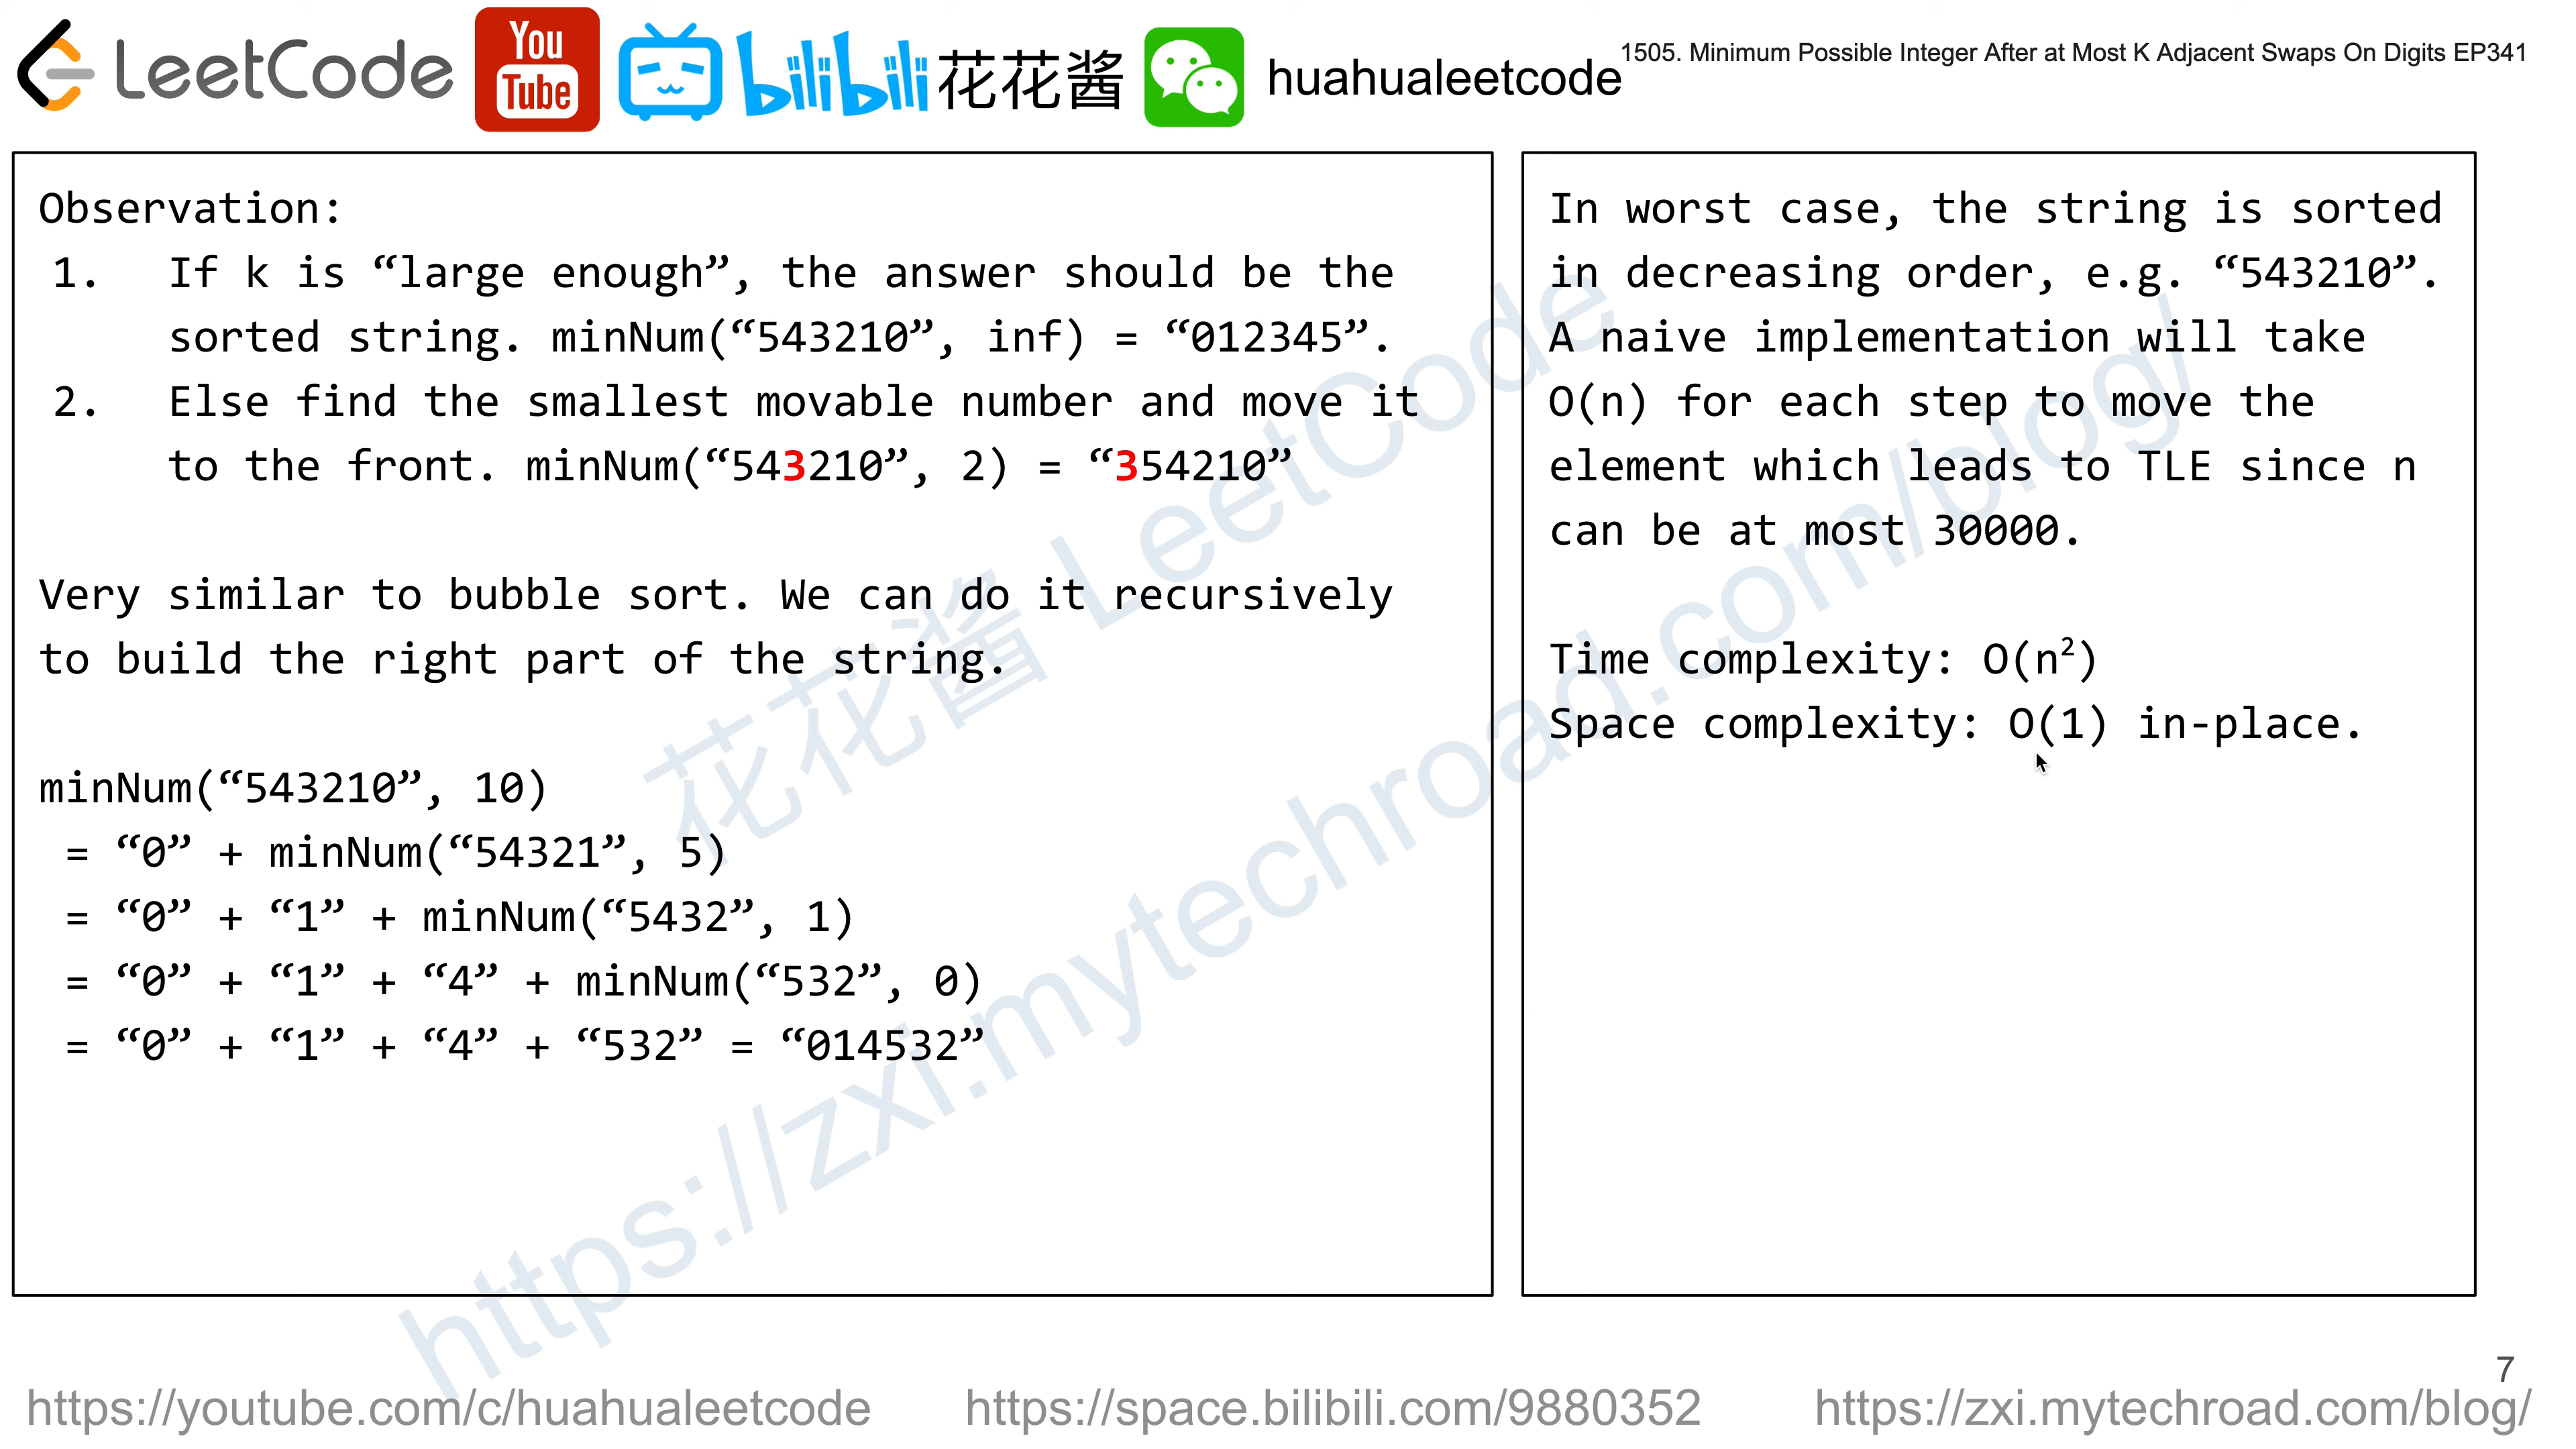 LeetCode
You
Tube
bilibili
花花酱
huahualeetcode
1505. Minimum Possible Integer After at Most K Adjacent Swaps On Digits EP341
Observation:
1. If k is “large enough”, the answer should be the
sorted string. minNum(“543210”, inf) = “012345”.
2. Else find the smallest movable number and move it
to the front. minNum(“543210”, 2) = “354210”
Very similar to bubble sort. We can do it recursively
to build the right part of the string.
minNum(“543210”, 10)
= “0” + minNum(“54321”, 5)
= “0” + “1” + minNum(“5432”, 1)
= “0” + “1” + “4” + minNum(“532”, 0)
= “0” + “1” + “4” + “532” = “014532”
In worst case, the string is sorted
in decreasing order, e.g. “543210”.
A naive implementation will take
O(n) for each step to move the
element which leads to TLE since n
can be at most 30000.
Time complexity: O(n²)
Space complexity: O(1) in-place.
花花酱 LeetCode
https://zxi.mytechroad.com/blog/
7
https://youtube.com/c/huahualeetcode
https://space.bilibili.com/9880352
https://zxi.mytechroad.com/blog/